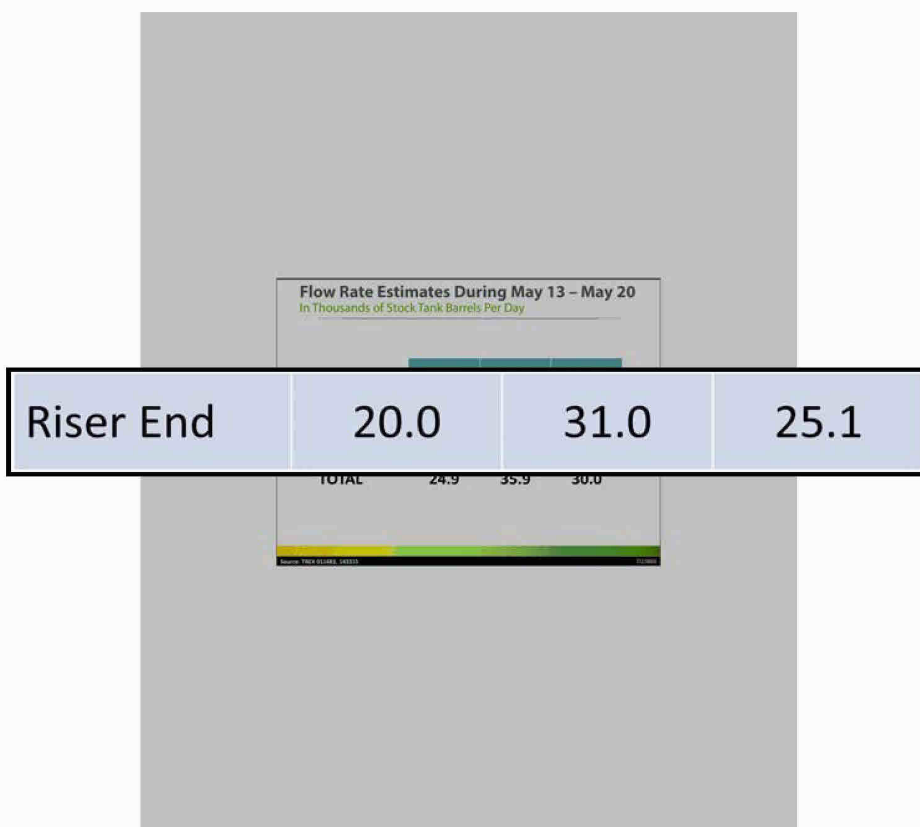 Flow Rate Estimates During May 13 – May 20
In Thousands of Stock Tank Barrels Per Day
Riser End 20.0 31.0 25.1
TOTAL 24.9 35.9 30.0